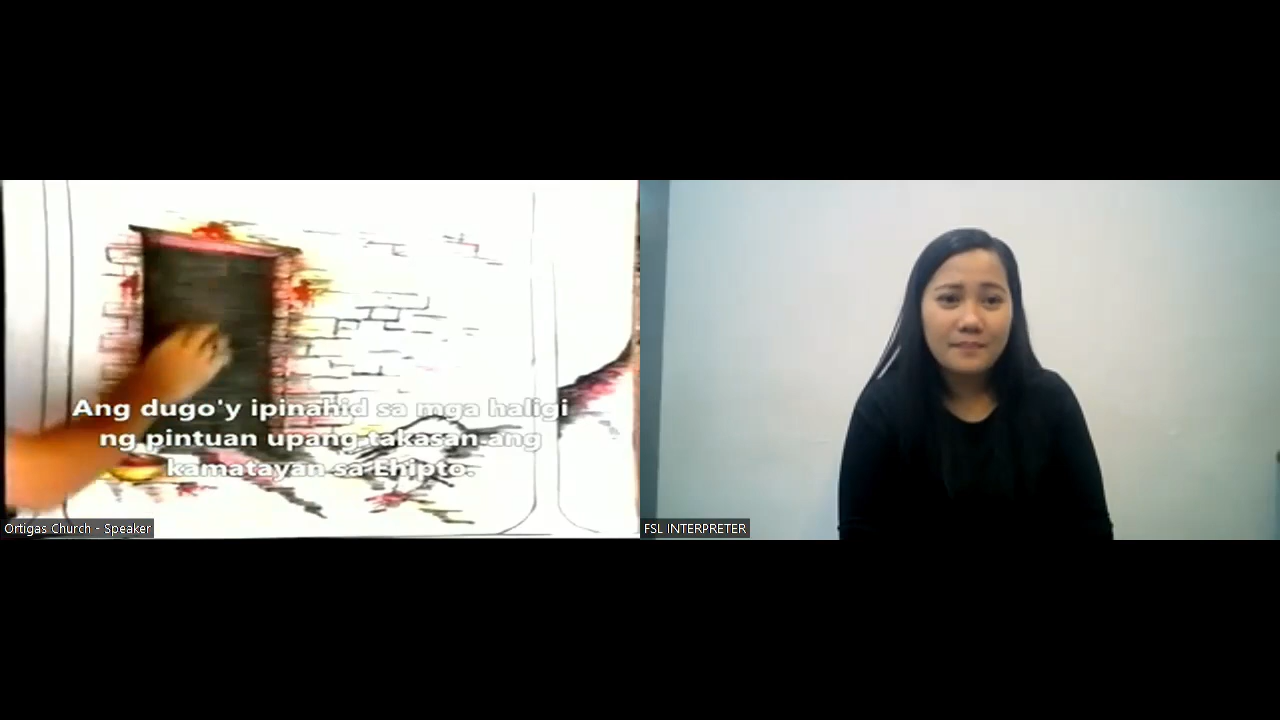 Ang dugo'y ipinahid sa mga haligi
ng pintuan upang takasan ang
kamatayan sa Ehipto.
Ortigas Church - Speaker
FSL INTERPRETER